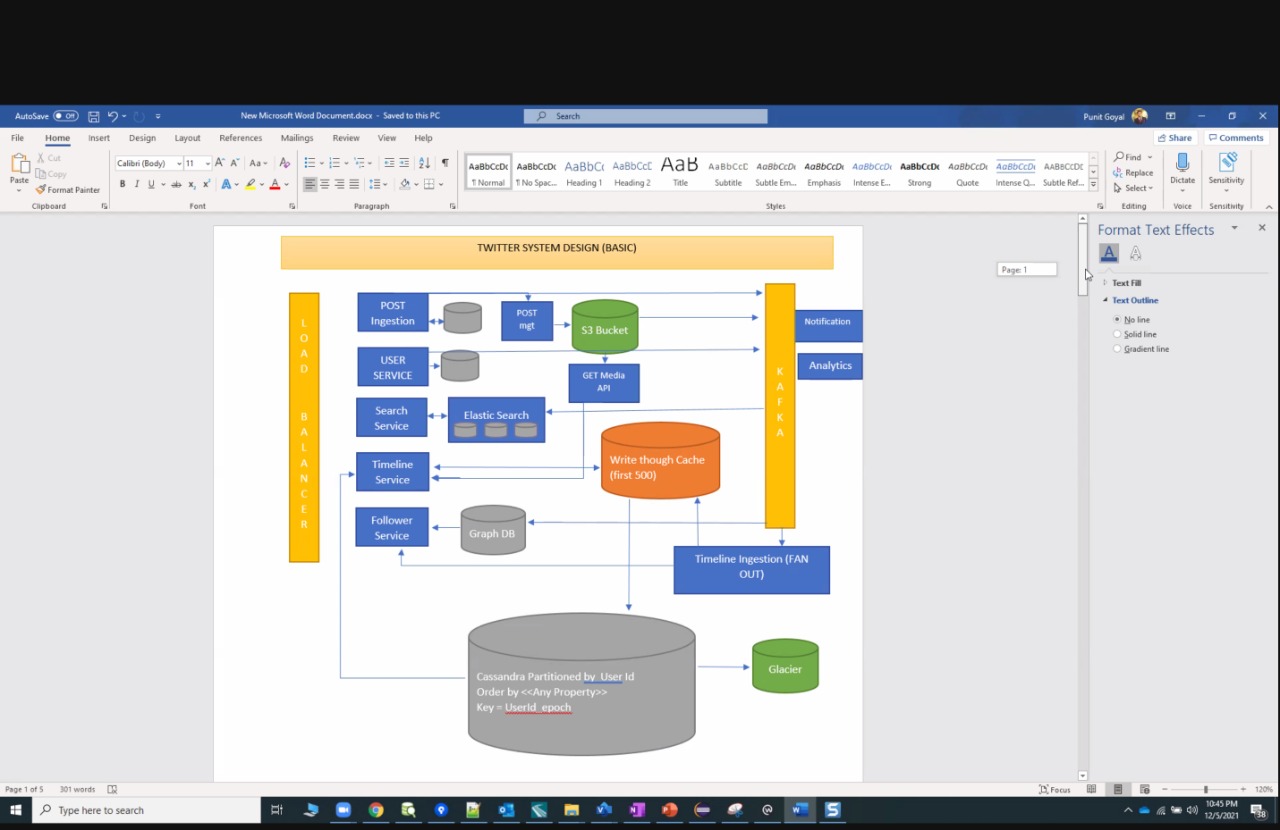 AutoSave Off
New Microsoft Word Document.docx - Saved to this PC
Search
Punit Goyal
File Home Insert Design Layout References Mailings Review View Help
Share Comments
Paste
Cut
Copy
Format Painter
Clipboard
Calibri (Body) 11
Font
Paragraph
AaBbCcDc AaBbCcDc AaBbC( AaBbCcC AaB AaBbCcC AaBbCcDc AaBbCcDc AaBbCcDc AaBbCcDc AaBbCcDc AaBbCcDc AABBCCDC
¶ Normal ¶ No Spac... Heading 1 Heading 2 Title Subtitle Subtle Em... Emphasis Intense E... Strong Quote Intense Q... Subtle Ref...
Styles
Find
Replace
Select
Editing
Dictate
Voice
Sensitivity
Sensitivity
TWITTER SYSTEM DESIGN (BASIC)
LOAD BALANCER
POST
Ingestion
POST
mgt
S3 Bucket
USER
SERVICE
GET Media
API
Search
Service
Elastic Search
Timeline
Service
Write though Cache
(first 500)
Follower
Service
Graph DB
KAFKA
Notification
Analytics
Timeline Ingestion (FAN
OUT)
Cassandra Partitioned by User Id
Order by <<Any Property>>
Key = UserId_epoch
Glacier
Page: 1
Format Text Effects
Text Fill
Text Outline
No line
Solid line
Gradient line
Page 1 of 5 301 words
Focus
120%
Type here to search
10:45 PM
12/5/2021
38